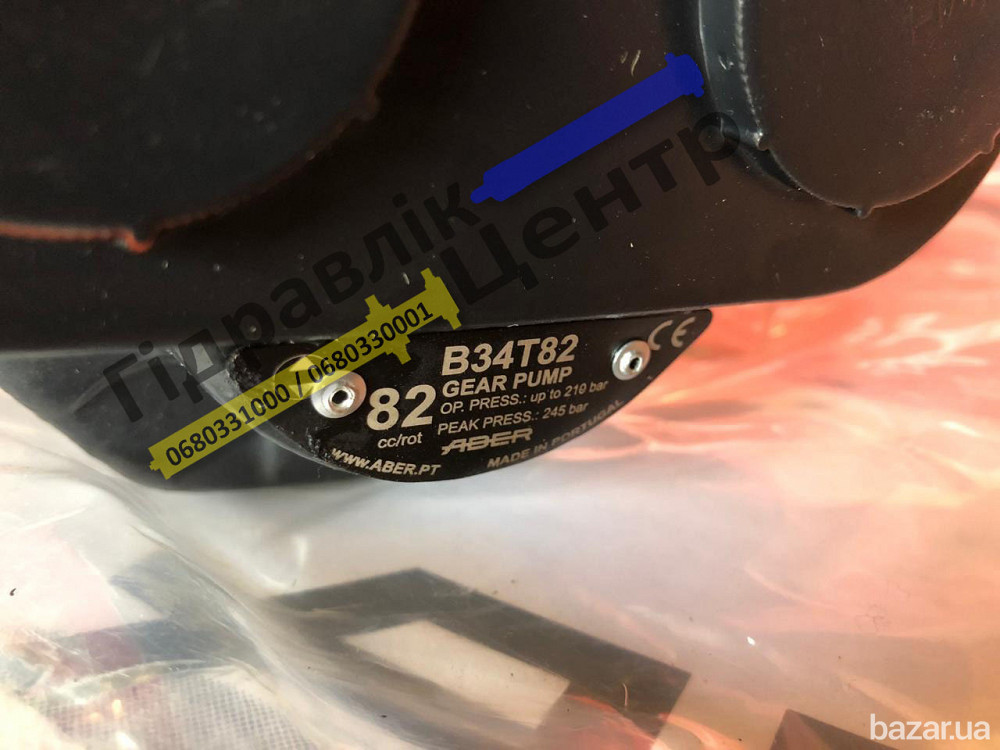 Гідравлік
Центр
0680331000 / 0680330001
B34T82
GEAR PUMP
82
cc/rot
OP. PRESS.: up to 210 bar
PEAK PRESS.: 245 bar
ABER
www.ABER.PT
MADE IN PORTUGAL
CE
bazar.ua